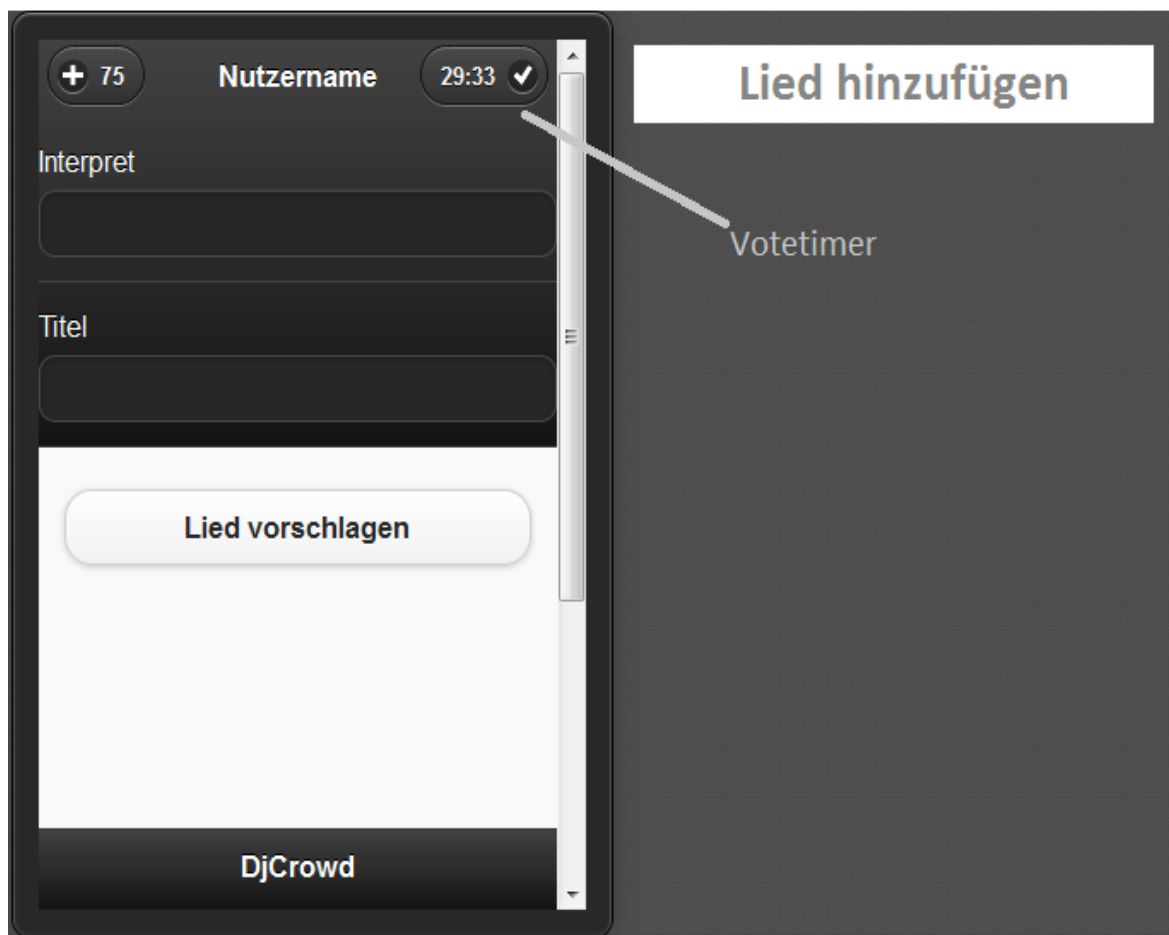 75 Nutzername 29:33
Lied hinzufügen
Interpret
Votetimer
Titel
Lied vorschlagen
DjCrowd